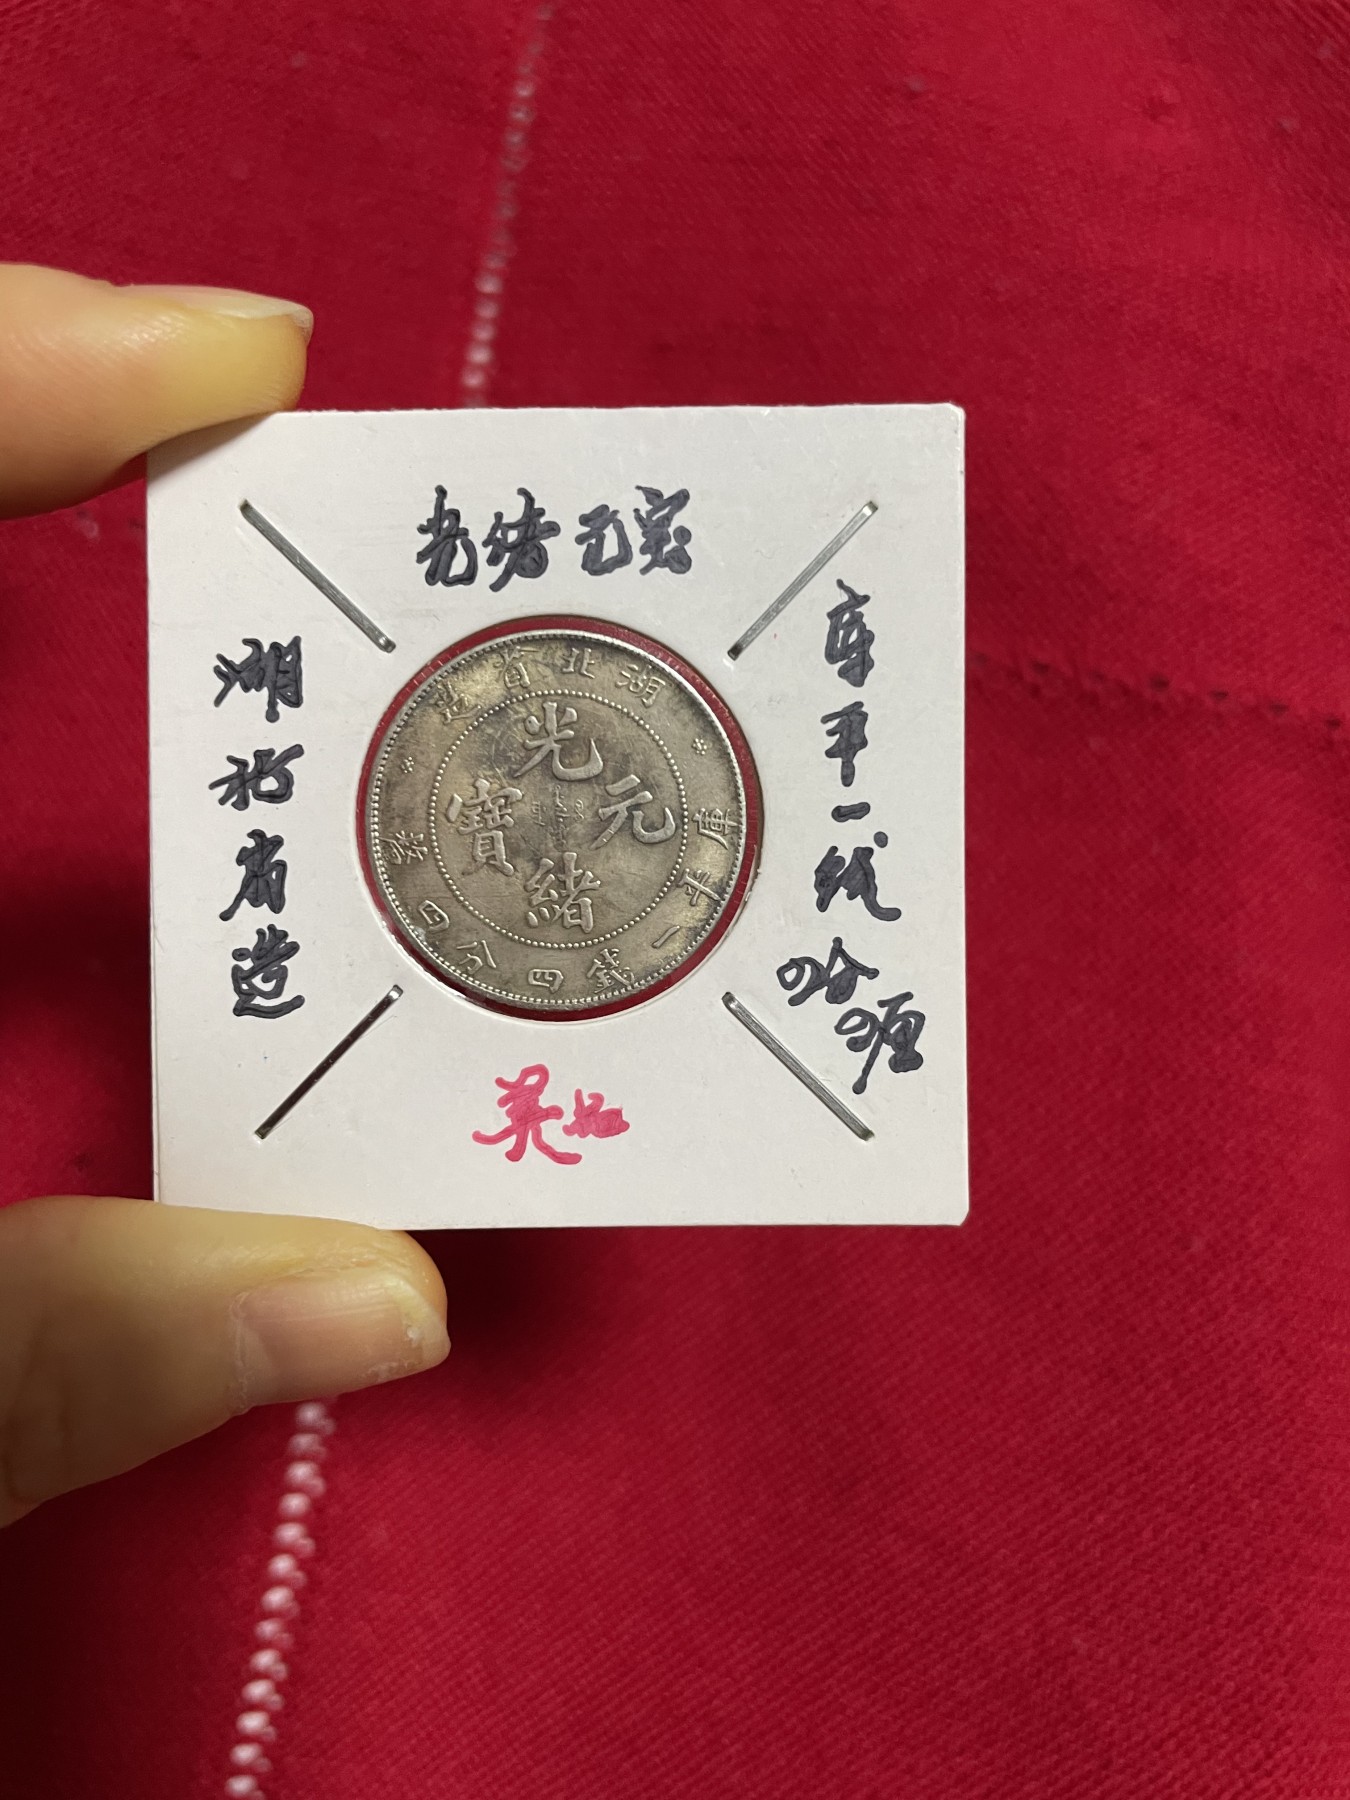 光绪元宝
湖北省造
库平一钱
四分四厘
湖北省造
光緒元寶
庫平一錢四分四釐
美品